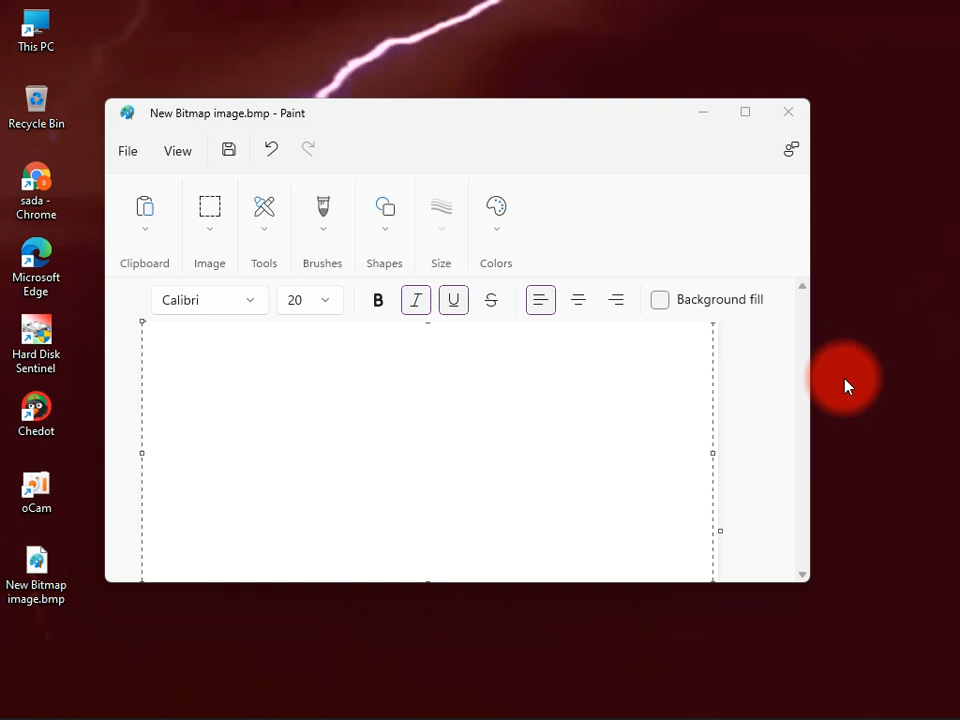 This PC
Recycle Bin
sada -
Chrome
Microsoft
Edge
Hard Disk
Sentinel
Chedot
oCam
New Bitmap
image.bmp
New Bitmap image.bmp - Paint
File View
Clipboard Image Tools Brushes Shapes Size Colors
Calibri 20 B I U S Background fill